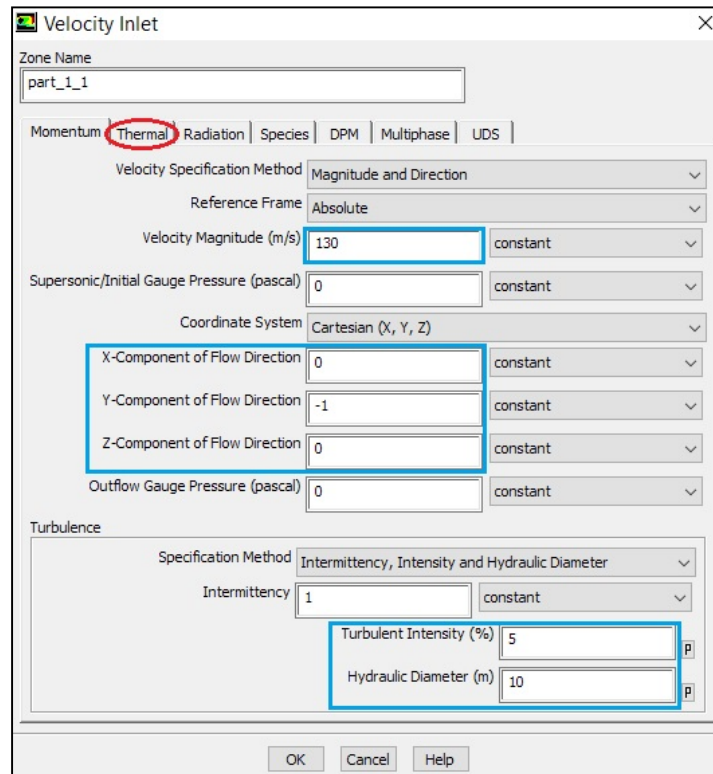 Velocity Inlet
Zone Name
part_1_1
Momentum Thermal Radiation Species DPM Multiphase UDS
Velocity Specification Method Magnitude and Direction
Reference Frame Absolute
Velocity Magnitude (m/s) 130 constant
Supersonic/Initial Gauge Pressure (pascal) 0 constant
Coordinate System Cartesian (X, Y, Z)
X-Component of Flow Direction 0 constant
Y-Component of Flow Direction -1 constant
Z-Component of Flow Direction 0 constant
Outflow Gauge Pressure (pascal) 0 constant
Turbulence
Specification Method Intermittency, Intensity and Hydraulic Diameter
Intermittency 1 constant
Turbulent Intensity (%) 5 P
Hydraulic Diameter (m) 10 P
OK Cancel Help